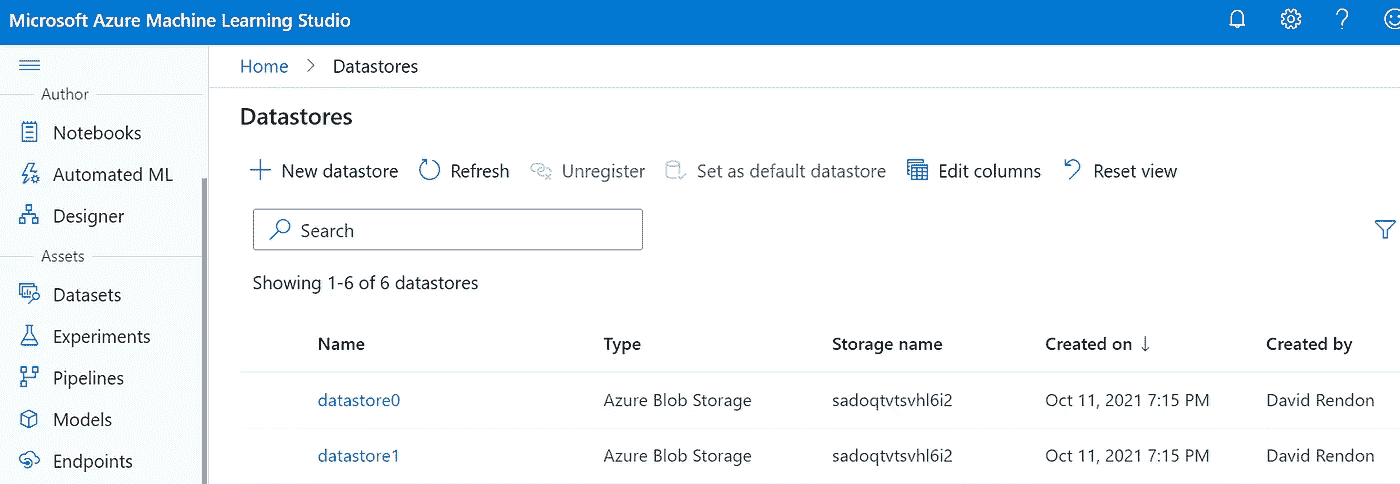 Microsoft Azure Machine Learning Studio
Home > Datastores
Author
Notebooks
Automated ML
Designer
Assets
Datasets
Experiments
Pipelines
Models
Endpoints
Datastores
New datastore Refresh Unregister Set as default datastore Edit columns Reset view
Search
Showing 1-6 of 6 datastores
Name Type Storage name Created on ↓ Created by
datastore0 Azure Blob Storage sadoqtvtsvhl6i2 Oct 11, 2021 7:15 PM David Rendon
datastore1 Azure Blob Storage sadoqtvtsvhl6i2 Oct 11, 2021 7:15 PM David Rendon